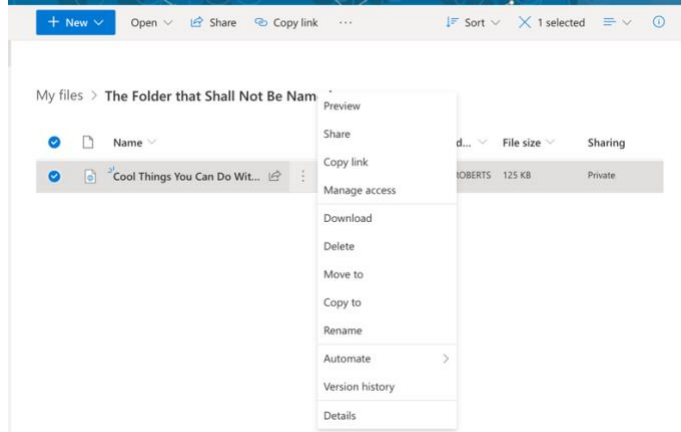 + New Open Share Copy link ... Sort 1 selected
My files > The Folder that Shall Not Be Nam
Name d... File size Sharing
Cool Things You Can Do Wit... OBERTS 125 KB Private
Preview
Share
Copy link
Manage access
Download
Delete
Move to
Copy to
Rename
Automate
Version history
Details